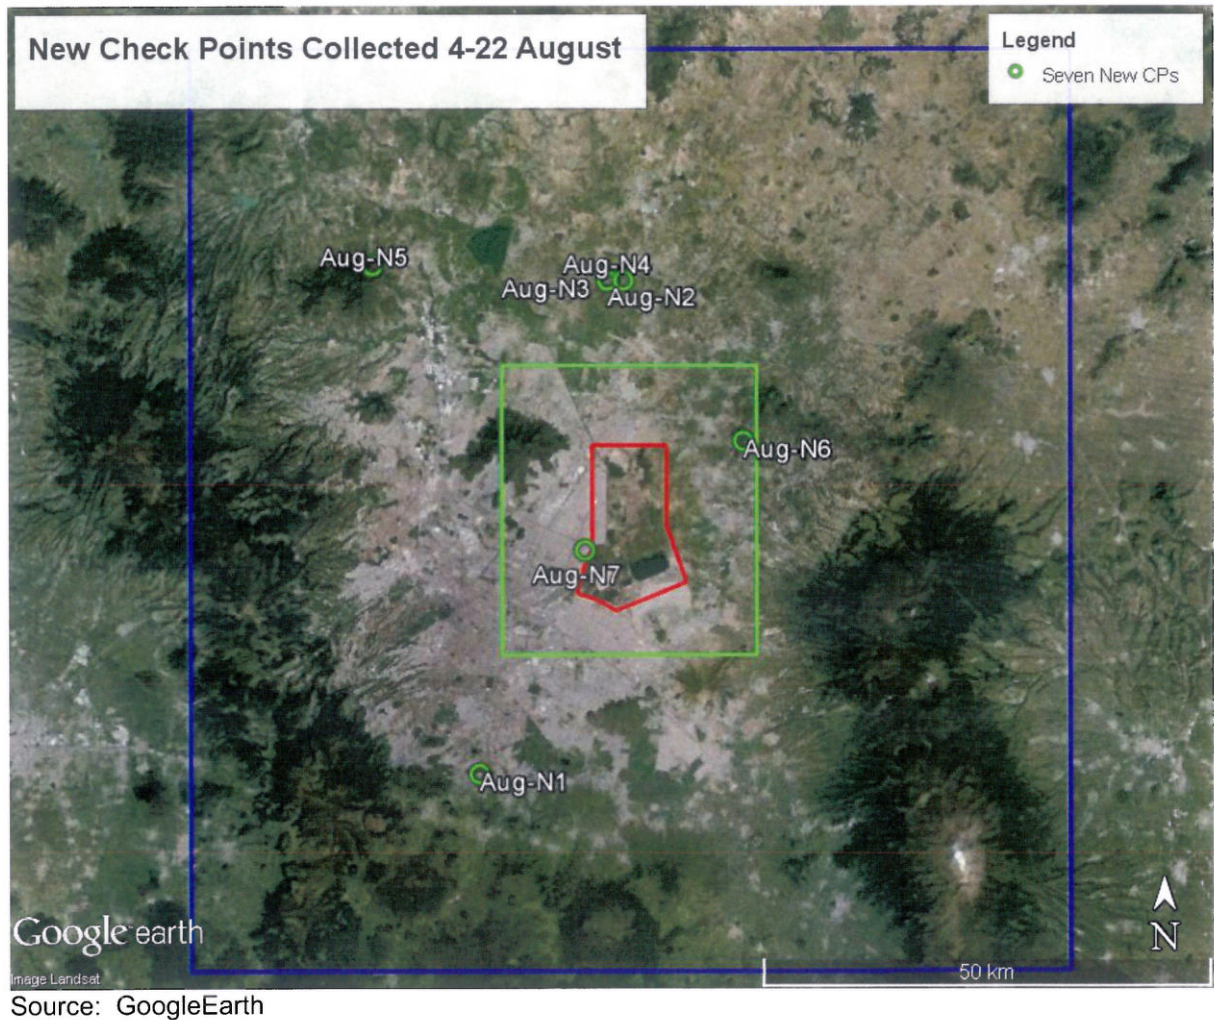 New Check Points Collected 4-22 August
Legend
Seven New CPs
Aug-N5
Aug-N4
Aug-N3
Aug-N2
Aug-N6
Aug-N7
Aug-N1
Google earth
N
Image Landsat
50 km
Source: GoogleEarth